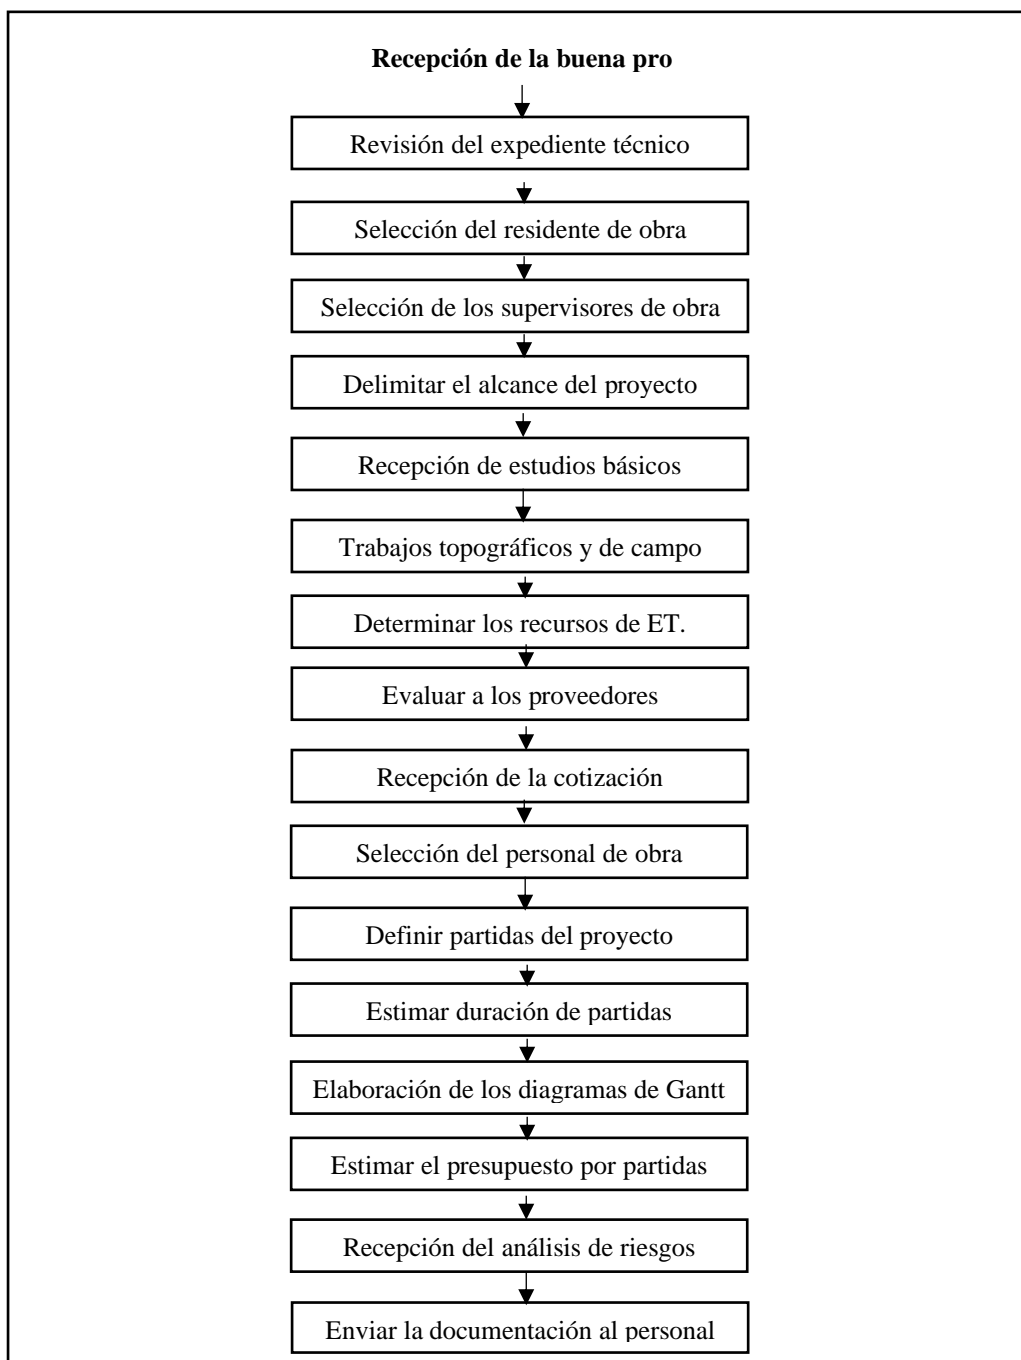 Recepción de la buena pro
Revisión del expediente técnico
Selección del residente de obra
Selección de los supervisores de obra
Delimitar el alcance del proyecto
Recepción de estudios básicos
Trabajos topográficos y de campo
Determinar los recursos de ET.
Evaluar a los proveedores
Recepción de la cotización
Selección del personal de obra
Definir partidas del proyecto
Estimar duración de partidas
Elaboración de los diagramas de Gantt
Estimar el presupuesto por partidas
Recepción del análisis de riesgos
Enviar la documentación al personal